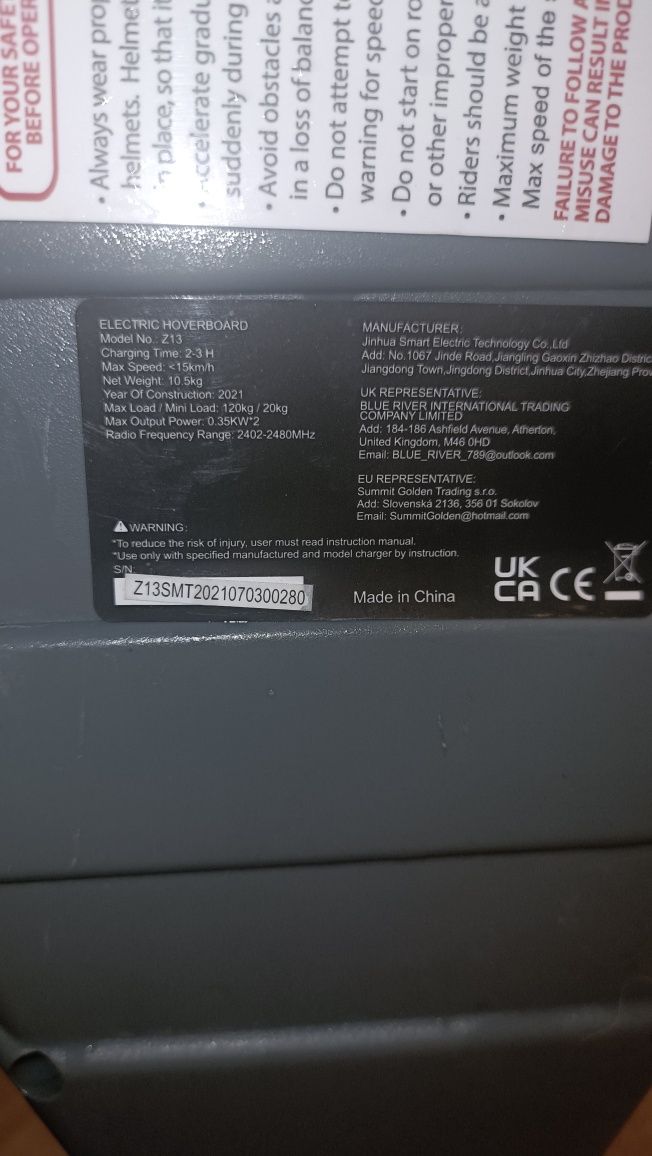 FOR YOUR SAFE
BEFORE OPER
• Always wear prop
helmets. Helmet
place, so that it
accelerate gradu
suddenly during
• Avoid obstacles a
in a loss of balanc
• Do not attempt t
warning for speed
• Do not start on ro
or other improper
• Riders should be a
• Maximum weight
Max speed of the
FAILURE TO FOLLOW A
MISUSE CAN RESULT IN
DAMAGE TO THE PROD
ELECTRIC HOVERBOARD
Model No.: Z13
Charging Time: 2-3 H
Max Speed: <15km/h
Net Weight: 10.5kg
Year Of Construction: 2021
Max Load / Mini Load: 120kg / 20kg
Max Output Power: 0.35KW*2
Radio Frequency Range: 2402-2480MHz
MANUFACTURER:
Jinhua Smart Electric Technology Co.,Ltd
Add: No.1067 Jinde Road,Jiangling Gaoxin Zhizhao Distric
Jiangdong Town,Jingdong District,Jinhua City,Zhejiang Prov
UK REPRESENTATIVE:
BLUE RIVER INTERNATIONAL TRADING
COMPANY LIMITED
Add: 184-186 Ashfield Avenue, Atherton,
United Kingdom, M46 0HD
Email: BLUE_RIVER_789@outlook.com
EU REPRESENTATIVE:
Summit Golden Trading s.r.o.
Add: Slovenská 2136, 356 01 Sokolov
Email: SummitGolden@hotmail.com
WARNING:
*To reduce the risk of injury, user must read instruction manual.
*Use only with specified manufactured and model charger by instruction.
S/N:
Z13SMT2021070300280
Made in China
UK
CA CE